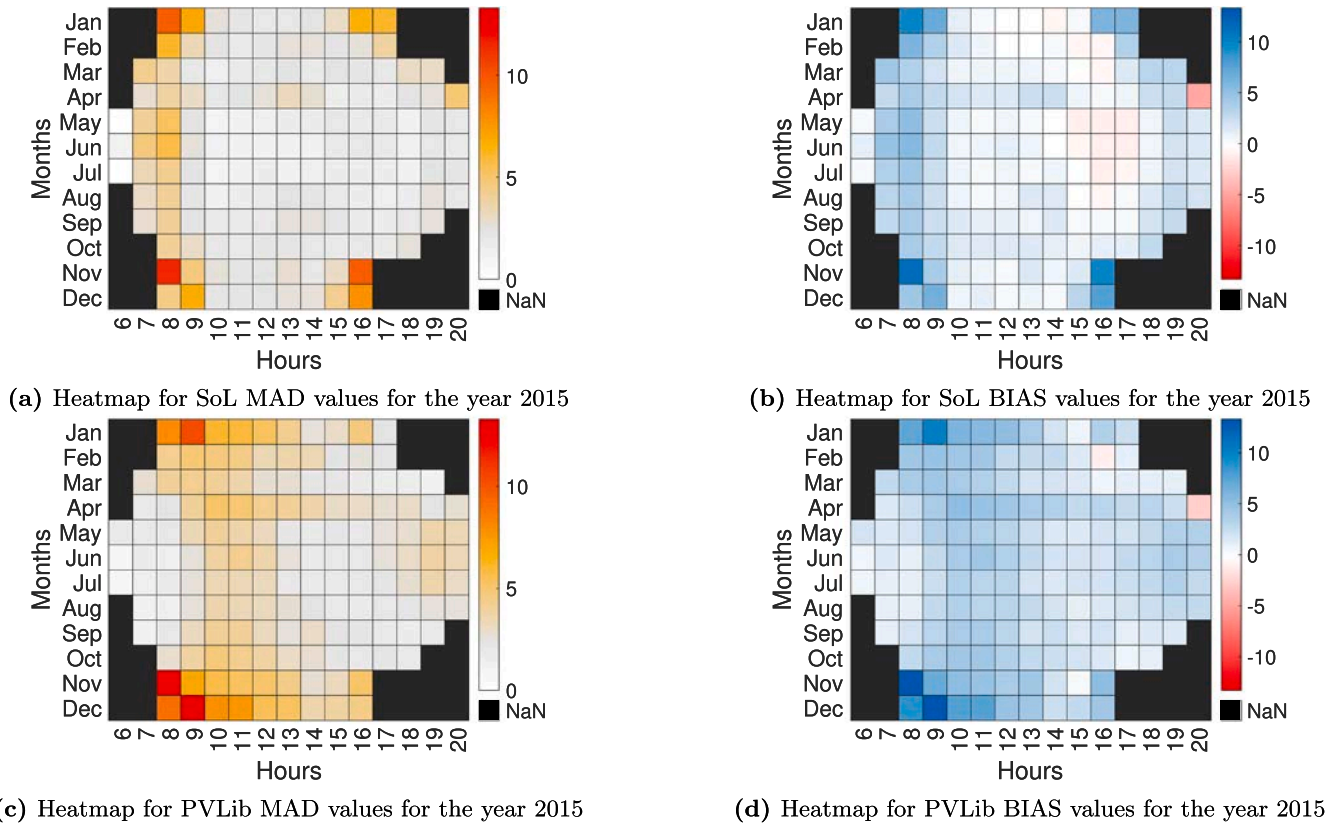 Jan
Feb
Mar
Apr
May
Jun
Jul
Aug
Sep
Oct
Nov
Dec
Months
6 7 8 9 10 11 12 13 14 15 16 17 18 19 20
Hours
10
5
0
NaN
(a) Heatmap for SoL MAD values for the year 2015
Jan
Feb
Mar
Apr
May
Jun
Jul
Aug
Sep
Oct
Nov
Dec
Months
6 7 8 9 10 11 12 13 14 15 16 17 18 19 20
Hours
10
5
0
-5
-10
NaN
(b) Heatmap for SoL BIAS values for the year 2015
Jan
Feb
Mar
Apr
May
Jun
Jul
Aug
Sep
Oct
Nov
Dec
Months
6 7 8 9 10 11 12 13 14 15 16 17 18 19 20
Hours
10
5
0
NaN
(c) Heatmap for PVLib MAD values for the year 2015
Jan
Feb
Mar
Apr
May
Jun
Jul
Aug
Sep
Oct
Nov
Dec
Months
6 7 8 9 10 11 12 13 14 15 16 17 18 19 20
Hours
10
5
0
-5
-10
NaN
(d) Heatmap for PVLib BIAS values for the year 2015